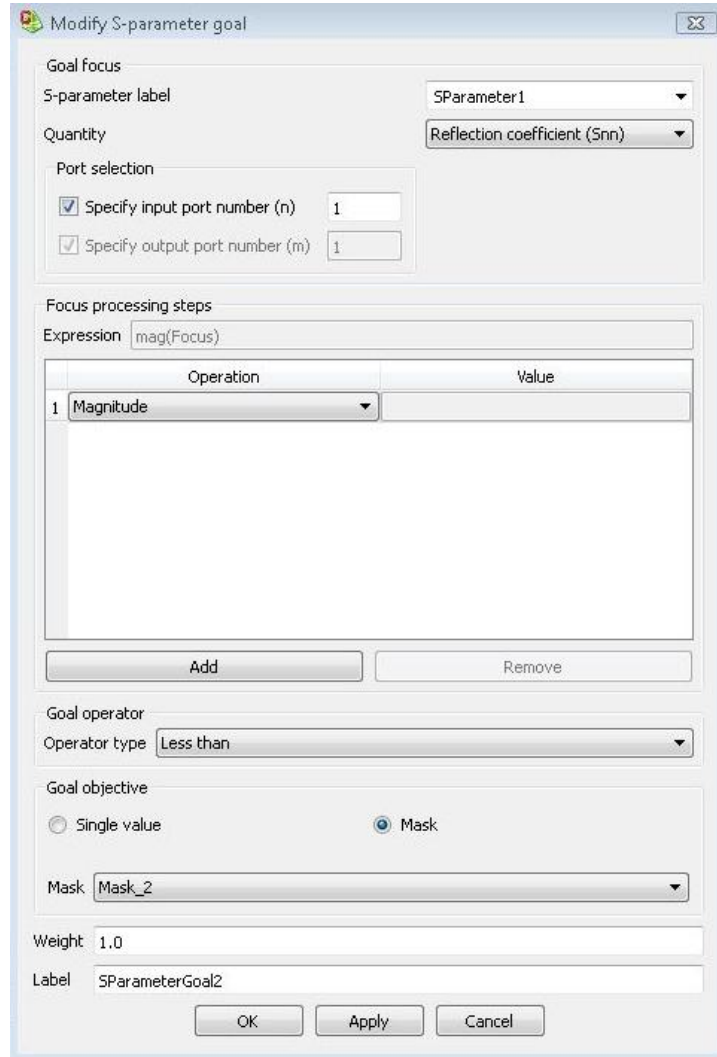 Modify S-parameter goal
Goal focus
S-parameter label SParameter1
Quantity Reflection coefficient (Snn)
Port selection
Specify input port number (n) 1
Specify output port number (m) 1
Focus processing steps
Expression mag(Focus)
Operation Value
1 Magnitude
Add Remove
Goal operator
Operator type Less than
Goal objective
Single value Mask
Mask Mask_2
Weight 1.0
Label SParameterGoal2
OK Apply Cancel